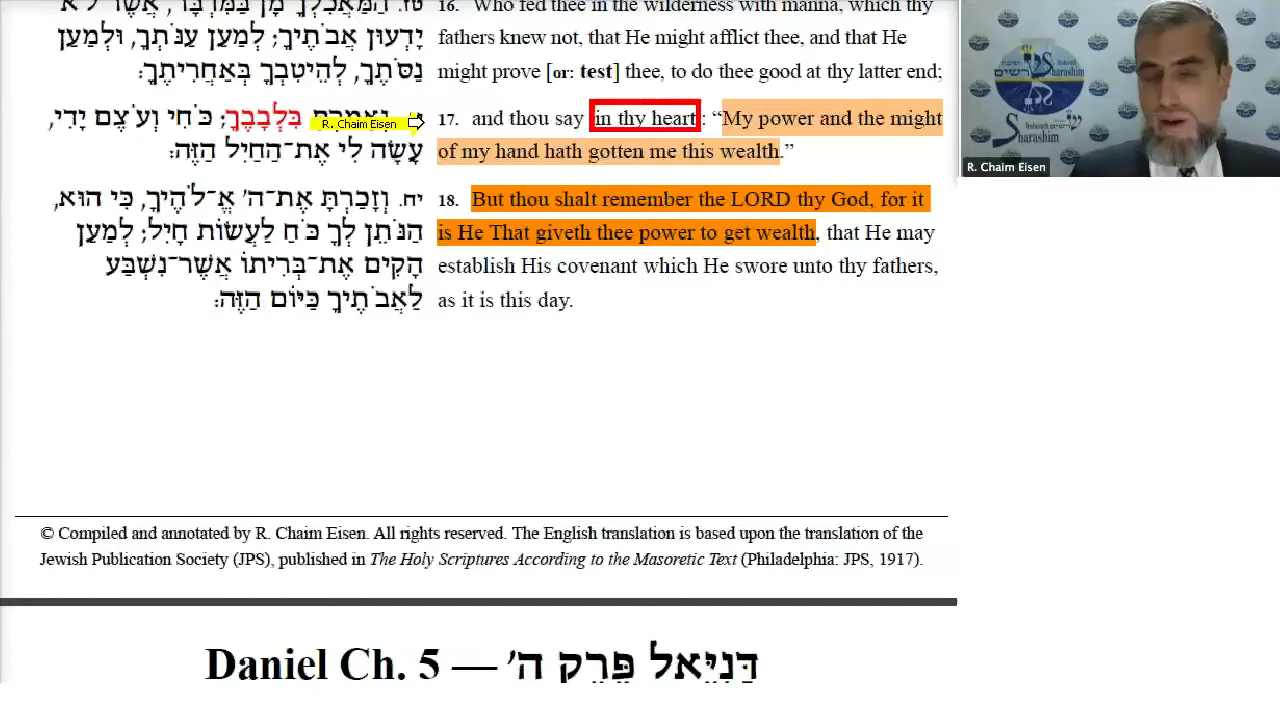 טז. הַמַּאֲכִלְךָ מָן בַּמִּדְבָּר, אֲשֶׁר לֹא
יָדְעוּן אֲבֹתֶיךָ; לְמַעַן עַנֹּתְךָ, וּלְמַעַן
נַסֹּתֶךָ, לְהֵיטִבְךָ בְּאַחֲרִיתֶךָ:
בִּלְבָבֶךָ; כֹּחִי וְעֹצֶם יָדִי,
R. Chaim Eisen
עָשָׂה לִי אֶת־הַחַיִל הַזֶּה:
יח. וְזָכַרְתָּ אֶת־ה' אֱ־לֹהֶיךָ, כִּי הוּא,
הַנֹּתֵן לְךָ כֹּחַ לַעֲשׂוֹת חָיִל; לְמַעַן
הָקִים אֶת־בְּרִיתוֹ אֲשֶׁר־נִשְׁבַּע
לַאֲבֹתֶיךָ כַּיּוֹם הַזֶּה:
16. Who fed thee in the wilderness with manna, which thy
fathers knew not, that He might afflict thee, and that He
might prove [or: test] thee, to do thee good at thy latter end;
17. and thou say in thy heart: “My power and the might
of my hand hath gotten me this wealth.”
18. But thou shalt remember the LORD thy God, for it
is He That giveth thee power to get wealth, that He may
establish His covenant which He swore unto thy fathers,
as it is this day.
© Compiled and annotated by R. Chaim Eisen. All rights reserved. The English translation is based upon the translation of the
Jewish Publication Society (JPS), published in The Holy Scriptures According to the Masoretic Text (Philadelphia: JPS, 1917).
Daniel Ch. 5 — דָּנִיֵּאל פֶּרֶק ה'
שרשים
Sharashim
R. Chaim Eisen